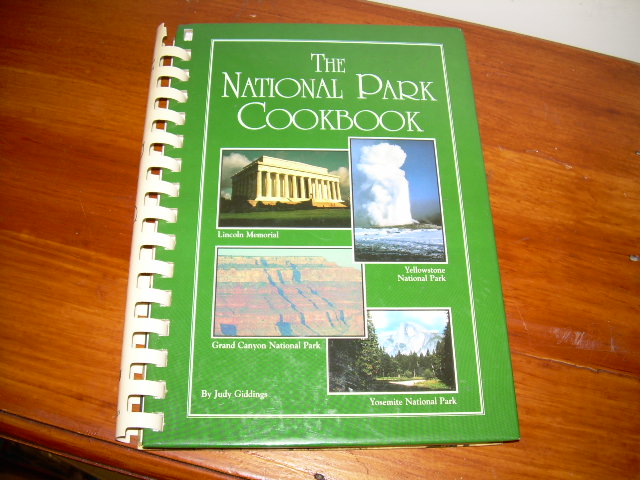 The
National Park
Cookbook
Lincoln Memorial
Yellowstone
National Park
Grand Canyon National Park
Yosemite National Park
By Judy Giddings